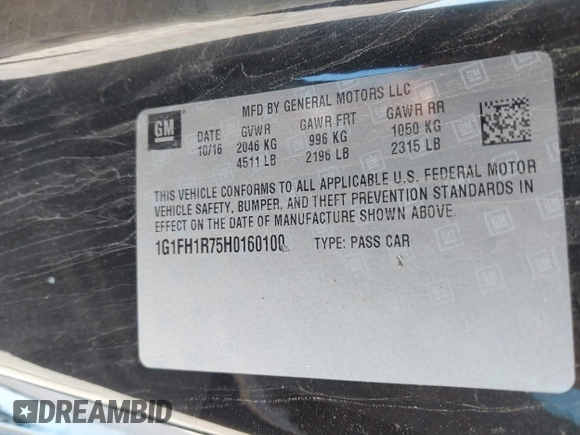 MFD BY GENERAL MOTORS LLC
GM
DATE GVWR GAWR FRT GAWR RR
10/16 2046 KG 996 KG 1050 KG
4511 LB 2196 LB 2315 LB
THIS VEHICLE CONFORMS TO ALL APPLICABLE U.S. FEDERAL MOTOR
VEHICLE SAFETY, BUMPER, AND THEFT PREVENTION STANDARDS IN
EFFECT ON THE DATE OF MANUFACTURE SHOWN ABOVE.
1G1FH1R75H0160100 TYPE: PASS CAR
DREAMBID